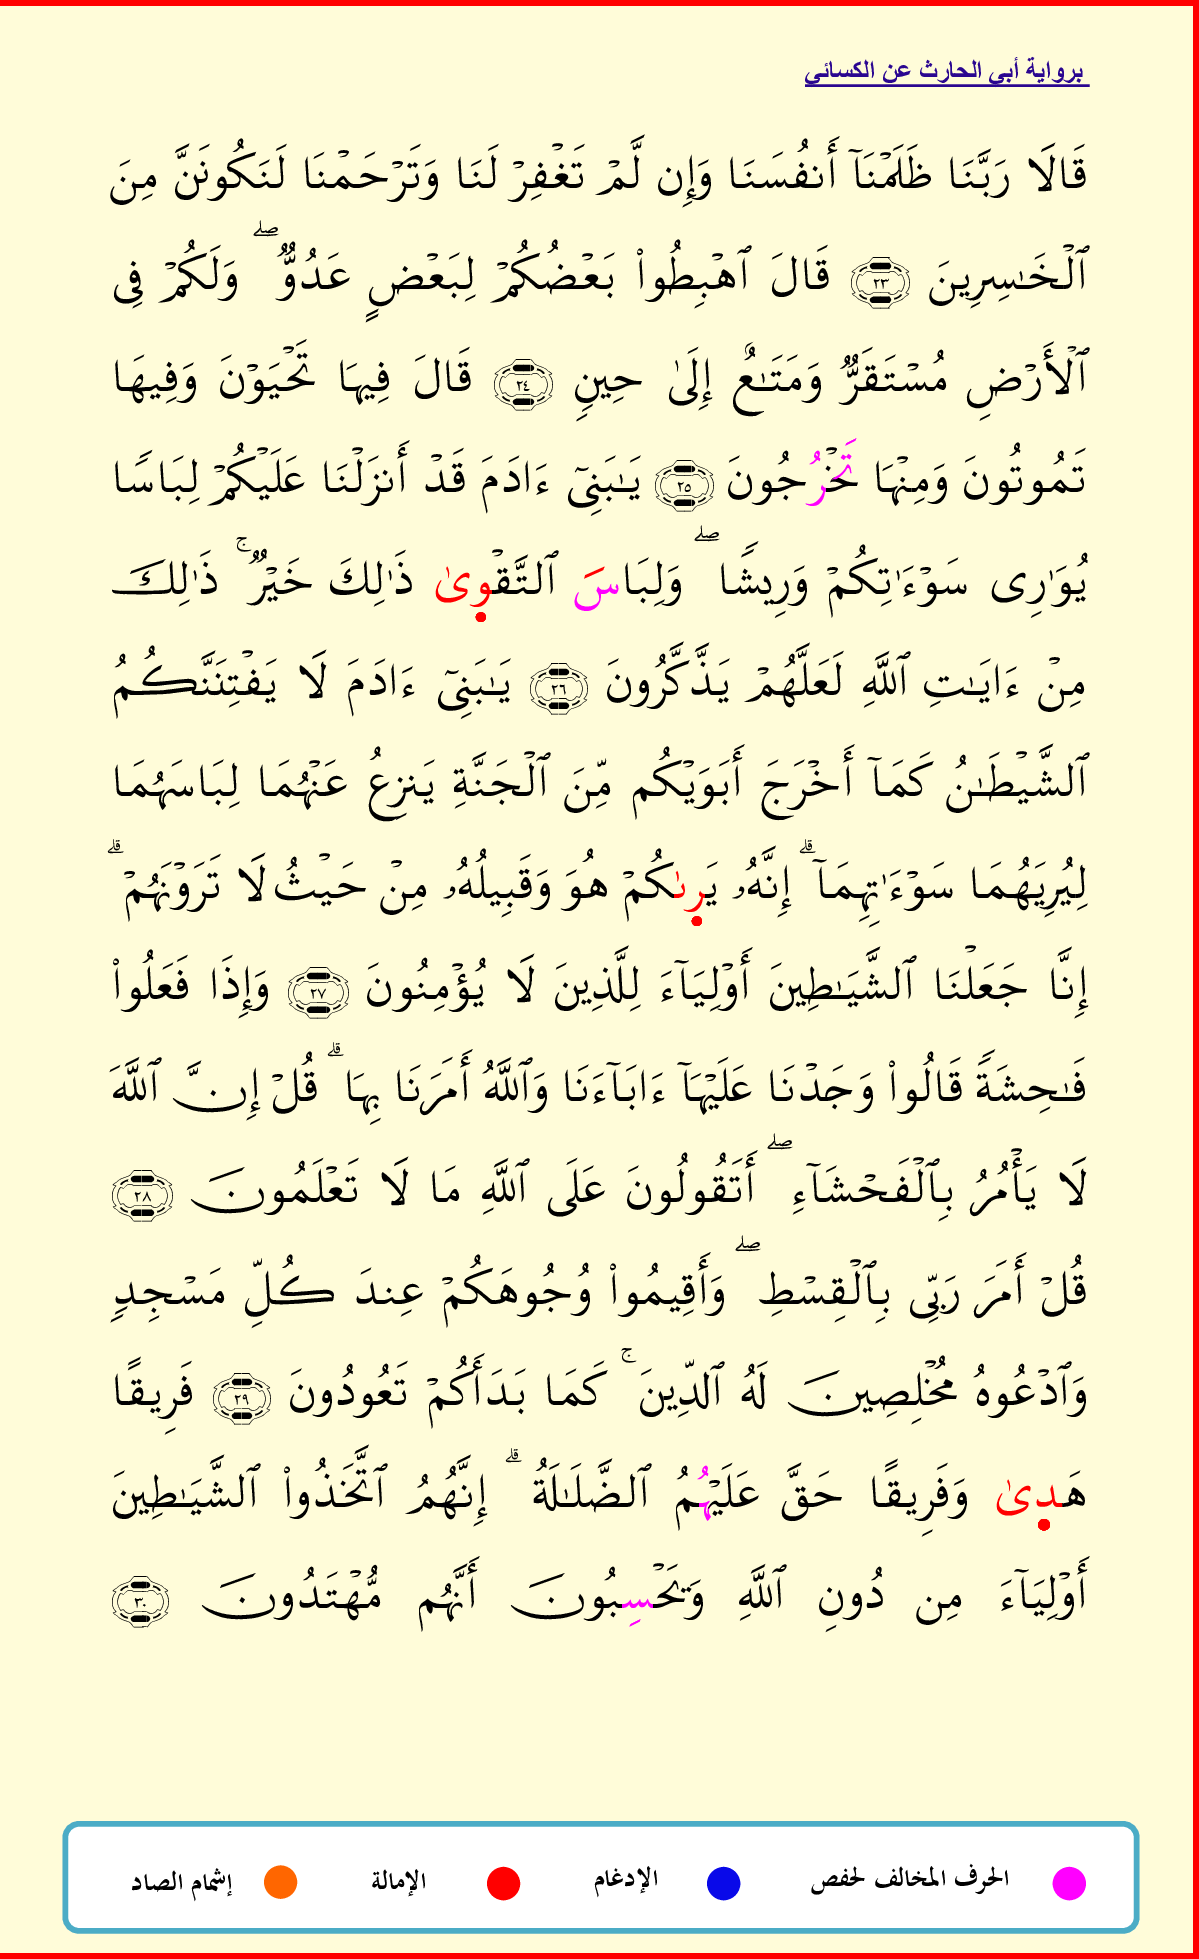 برواية أبي الحارث عن الكسائي
قَالَا رَبَّنَا ظَلَمۡنَآ أَنفُسَنَا وَإِن لَّمۡ تَغۡفِرۡ لَنَا وَتَرۡحَمۡنَا لَنَكُونَنَّ مِنَ
ٱلۡخَٰسِرِينَ ٢٣ قَالَ ٱهۡبِطُواْ بَعۡضُكُمۡ لِبَعۡضٍ عَدُوّٞۖ وَلَكُمۡ فِي
ٱلۡأَرۡضِ مُسۡتَقَرّٞ وَمَتَٰعٌ إِلَىٰ حِينٖ ٢٤ قَالَ فِيهَا تَحۡيَوۡنَ وَفِيهَا
تَمُوتُونَ وَمِنۡهَا تَخۡرُجُونَ ٢٥ يَٰبَنِيٓ ءَادَمَ قَدۡ أَنزَلۡنَا عَلَيۡكُمۡ لِبَاسٗا
يُوَٰرِي سَوۡءَٰتِكُمۡ وَرِيشٗاۖ وَلِبَاسَ ٱلتَّقۡوِىٰ ذَٰلِكَ خَيۡرٞۚ ذَٰلِكَ
مِنۡ ءَايَٰتِ ٱللَّهِ لَعَلَّهُمۡ يَذَّكَّرُونَ ٢٦ يَٰبَنِيٓ ءَادَمَ لَا يَفۡتِنَنَّكُمُ
ٱلشَّيۡطَٰنُ كَمَآ أَخۡرَجَ أَبَوَيۡكُم مِّنَ ٱلۡجَنَّةِ يَنزِعُ عَنۡهُمَا لِبَاسَهُمَا
لِيُرِيَهُمَا سَوۡءَٰتِهِمَآۗ إِنَّهُۥ يَرِىٰكُمۡ هُوَ وَقَبِيلُهُۥ مِنۡ حَيۡثُ لَا تَرَوۡنَهُمۡۗ
إِنَّا جَعَلۡنَا ٱلشَّيَٰطِينَ أَوۡلِيَآءَ لِلَّذِينَ لَا يُؤۡمِنُونَ ٢٧ وَإِذَا فَعَلُواْ
فَٰحِشَةٗ قَالُواْ وَجَدۡنَا عَلَيۡهَآ ءَابَآءَنَا وَٱللَّهُ أَمَرَنَا بِهَاۗ قُلۡ إِنَّ ٱللَّهَ
لَا يَأۡمُرُ بِٱلۡفَحۡشَآءِۖ أَتَقُولُونَ عَلَى ٱللَّهِ مَا لَا تَعۡلَمُونَ ٢٨
قُلۡ أَمَرَ رَبِّي بِٱلۡقِسۡطِۖ وَأَقِيمُواْ وُجُوهَكُمۡ عِندَ كُلِّ مَسۡجِدٖ
وَٱدۡعُوهُ مُخۡلِصِينَ لَهُ ٱلدِّينَۚ كَمَا بَدَأَكُمۡ تَعُودُونَ ٢٩ فَرِيقًا
هَدِىٰ وَفَرِيقًا حَقَّ عَلَيۡهُمُ ٱلضَّلَٰلَةُۗ إِنَّهُمُ ٱتَّخَذُواْ ٱلشَّيَٰطِينَ
أَوۡلِيَآءَ مِن دُونِ ٱللَّهِ وَتَحۡسِبُونَ أَنَّهُم مُّهۡتَدُونَ ٣٠
الحرف المخالف لحفص الإدغام الإمالة إشمام الصاد